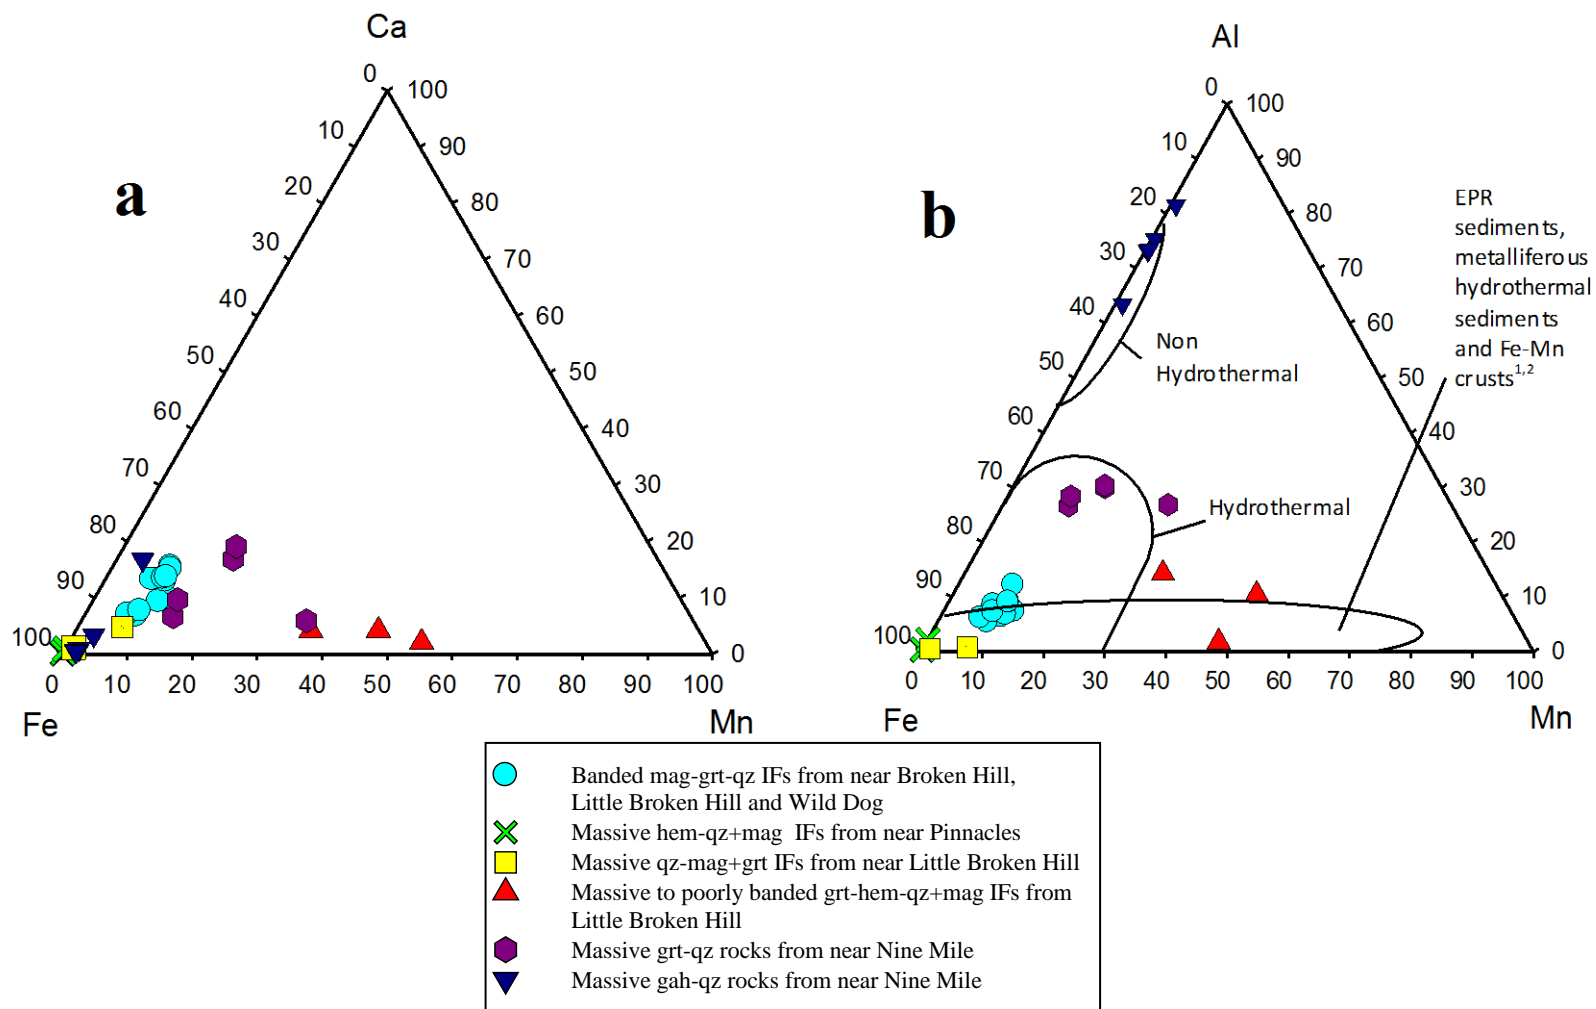 Ca
0
100
10
90
20
80
30
70
40
60
50
50
60
40
70
30
80
20
90
10
100
0
0 10 20 30 40 50 60 70 80 90 100
Fe
Mn
a
Al
0
100
10
90
20
80
30
70
40
60
50
50
60
40
70
30
80
20
90
10
100
0
0 10 20 30 40 50 60 70 80 90 100
Fe
Mn
b
EPR
sediments,
metalliferous
hydrothermal
sediments
and Fe-Mn
crusts1,2
Non
Hydrothermal
Hydrothermal
Banded mag-grt-qz IFs from near Broken Hill,
Little Broken Hill and Wild Dog
Massive hem-qz+mag IFs from near Pinnacles
Massive qz-mag+grt IFs from near Little Broken Hill
Massive to poorly banded grt-hem-qz+mag IFs from
Little Broken Hill
Massive grt-qz rocks from near Nine Mile
Massive gah-qz rocks from near Nine Mile